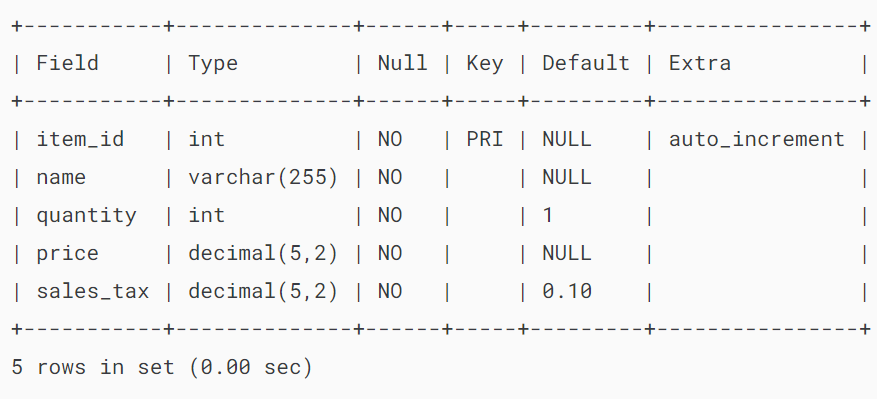 +-----------+--------------+------+-----+---------+----------------+
| Field     | Type         | Null | Key | Default | Extra          |
+-----------+--------------+------+-----+---------+----------------+
| item_id   | int          | NO   | PRI | NULL    | auto_increment |
| name      | varchar(255) | NO   |     | NULL    |                |
| quantity  | int          | NO   |     | 1       |                |
| price     | decimal(5,2) | NO   |     | NULL    |                |
| sales_tax | decimal(5,2) | NO   |     | 0.10    |                |
+-----------+--------------+------+-----+---------+----------------+
5 rows in set (0.00 sec)